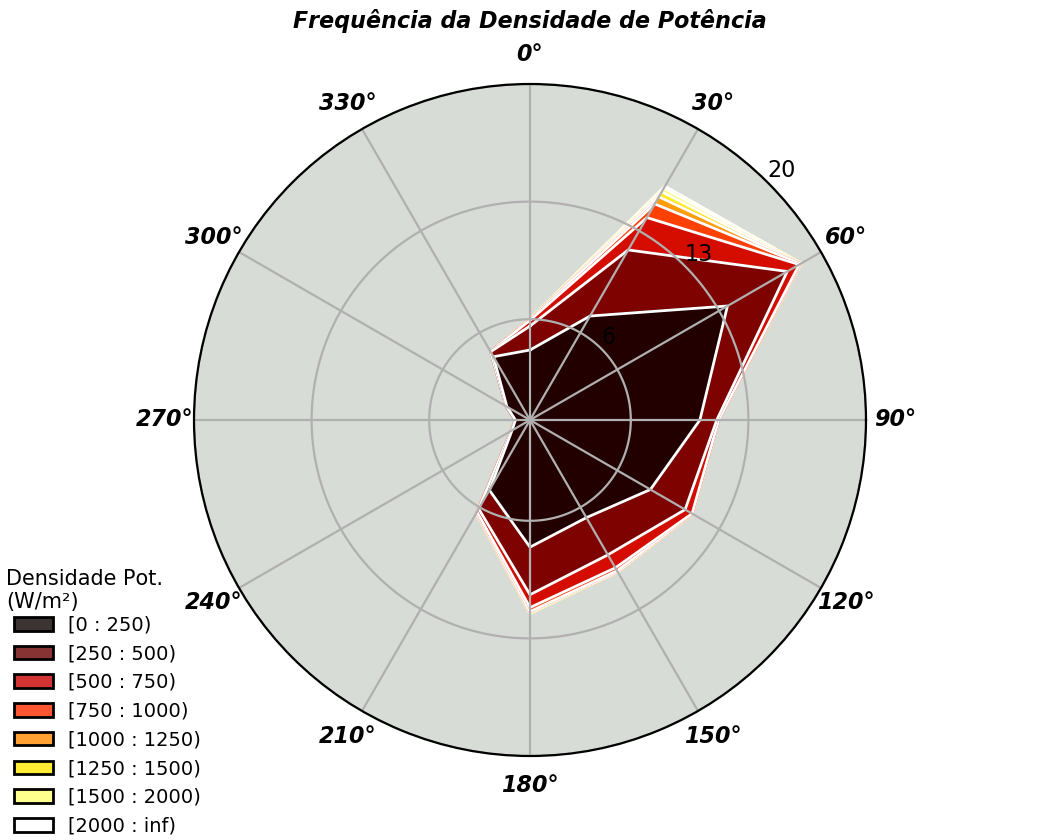 Frequência da Densidade de Potência
0°
330°
30°
20
300°
60°
13
6
270°
90°
240°
120°
210°
150°
180°
Densidade Pot.
(W/m²)
[0 : 250)
[250 : 500)
[500 : 750)
[750 : 1000)
[1000 : 1250)
[1250 : 1500)
[1500 : 2000)
[2000 : inf)